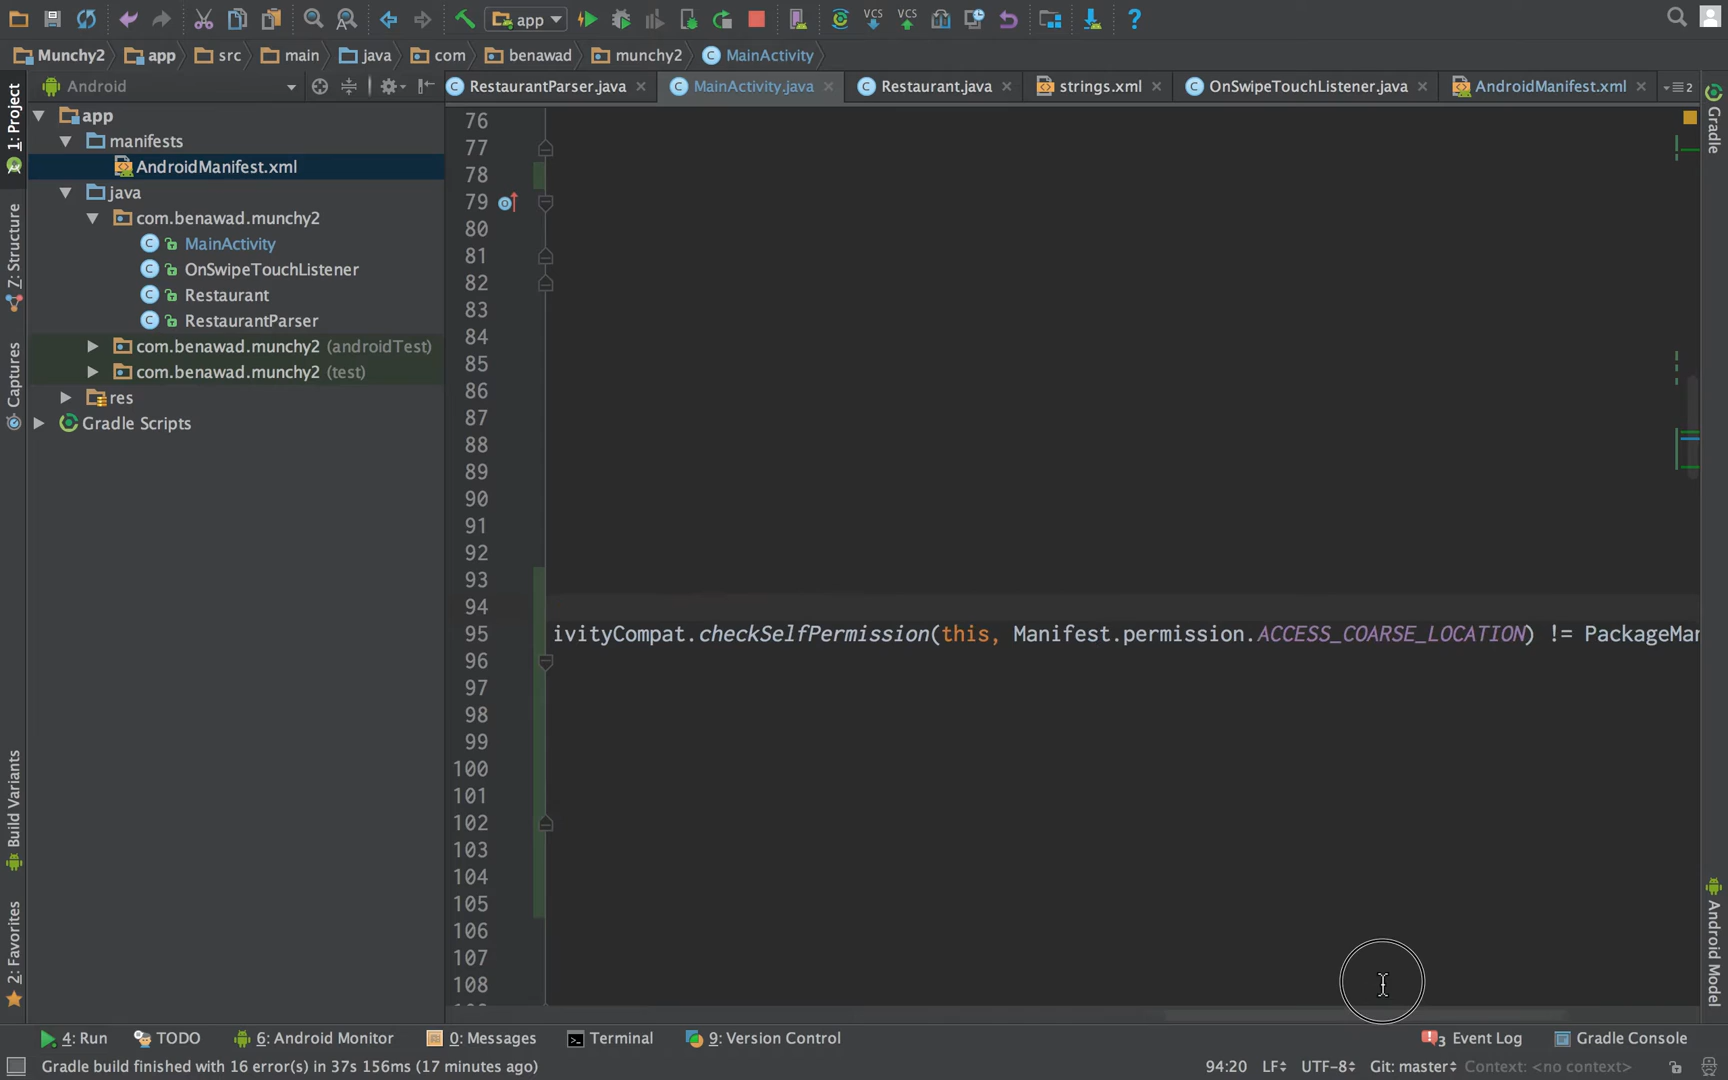 app
Munchy2 app src main java com benawad munchy2 MainActivity
Android
RestaurantParser.java MainActivity.java Restaurant.java strings.xml OnSwipeTouchListener.java AndroidManifest.xml 2
1: Project
Z: Structure
Captures
Build Variants
2: Favorites
app
manifests
AndroidManifest.xml
java
com.benawad.munchy2
MainActivity
OnSwipeTouchListener
Restaurant
RestaurantParser
com.benawad.munchy2 (androidTest)
com.benawad.munchy2 (test)
res
Gradle Scripts
76
77
78
79
80
81
82
83
84
85
86
87
88
89
90
91
92
93
94
95 ivityCompat.checkSelfPermission(this, Manifest.permission.ACCESS_COARSE_LOCATION) != PackageMan
96
97
98
99
100
101
102
103
104
105
106
107
108
Gradle
Android Model
4: Run TODO 6: Android Monitor 0: Messages Terminal 9: Version Control 3 Event Log Gradle Console
Gradle build finished with 16 error(s) in 37s 156ms (17 minutes ago) 94:20 LF UTF-8 Git: master Context: <no context>